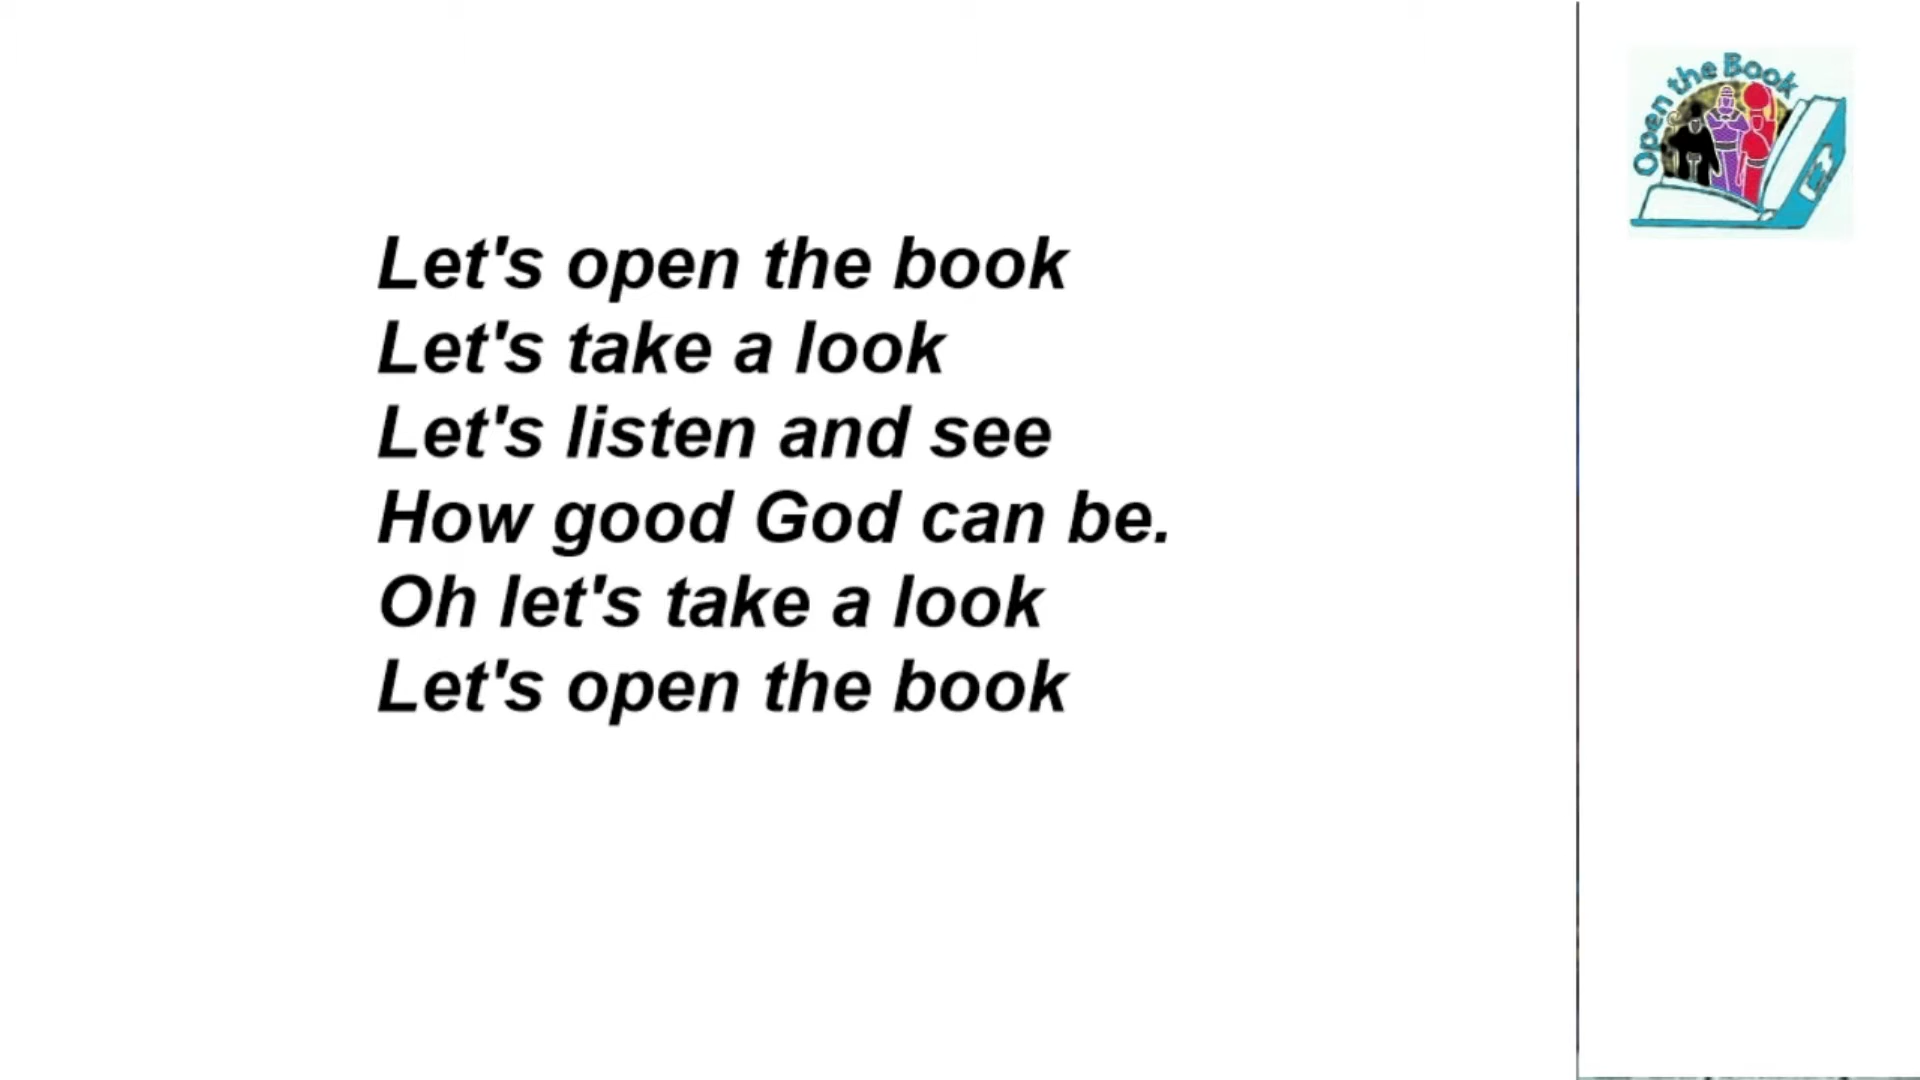 Let's open the book
Let's take a look
Let's listen and see
How good God can be.
Oh let's take a look
Let's open the book
Open the Book